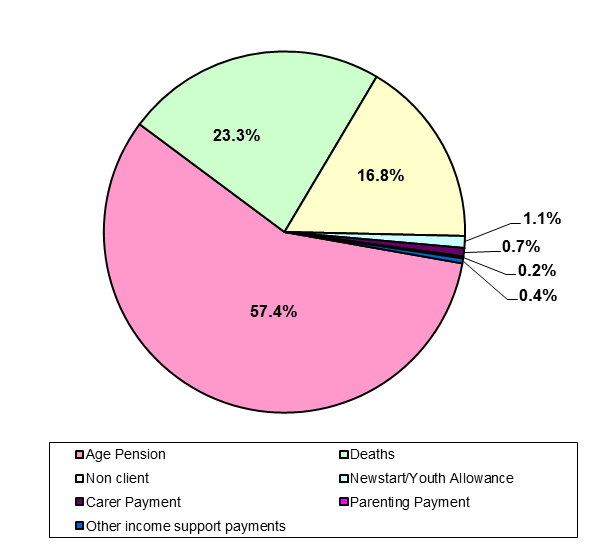 23.3%
16.8%
1.1%
0.7%
0.2%
0.4%
57.4%
Age Pension
Deaths
Non client
Newstart/Youth Allowance
Carer Payment
Parenting Payment
Other income support payments